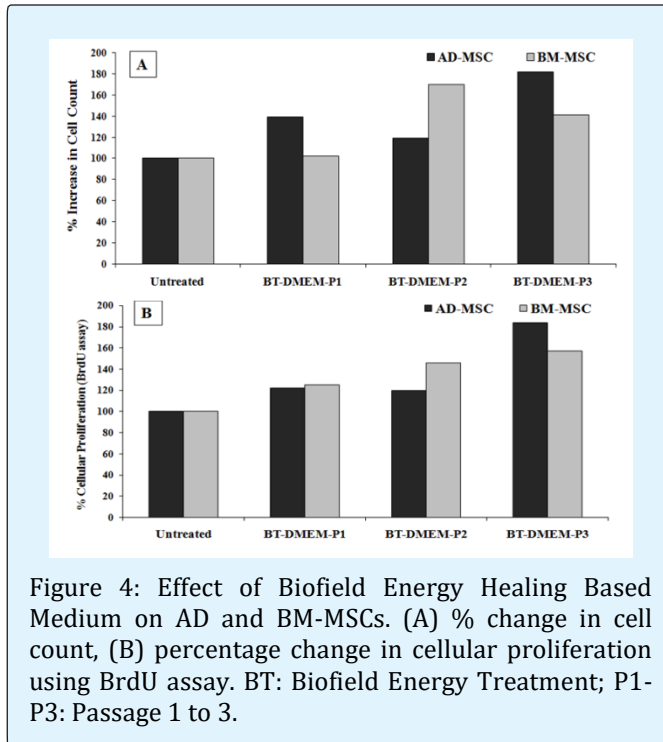 A
AD-MSC BM-MSC
% Increase in Cell Count
200
180
160
140
120
100
80
60
40
20
0
Untreated BT-DMEM-P1 BT-DMEM-P2 BT-DMEM-P3
B
AD-MSC BM-MSC
% Cellular Proliferation (BrdU assay)
200
180
160
140
120
100
80
60
40
20
0
Untreated BT-DMEM-P1 BT-DMEM-P2 BT-DMEM-P3
Figure 4: Effect of Biofield Energy Healing Based
Medium on AD and BM-MSCs. (A) % change in cell
count, (B) percentage change in cellular proliferation
using BrdU assay. BT: Biofield Energy Treatment; P1-
P3: Passage 1 to 3.